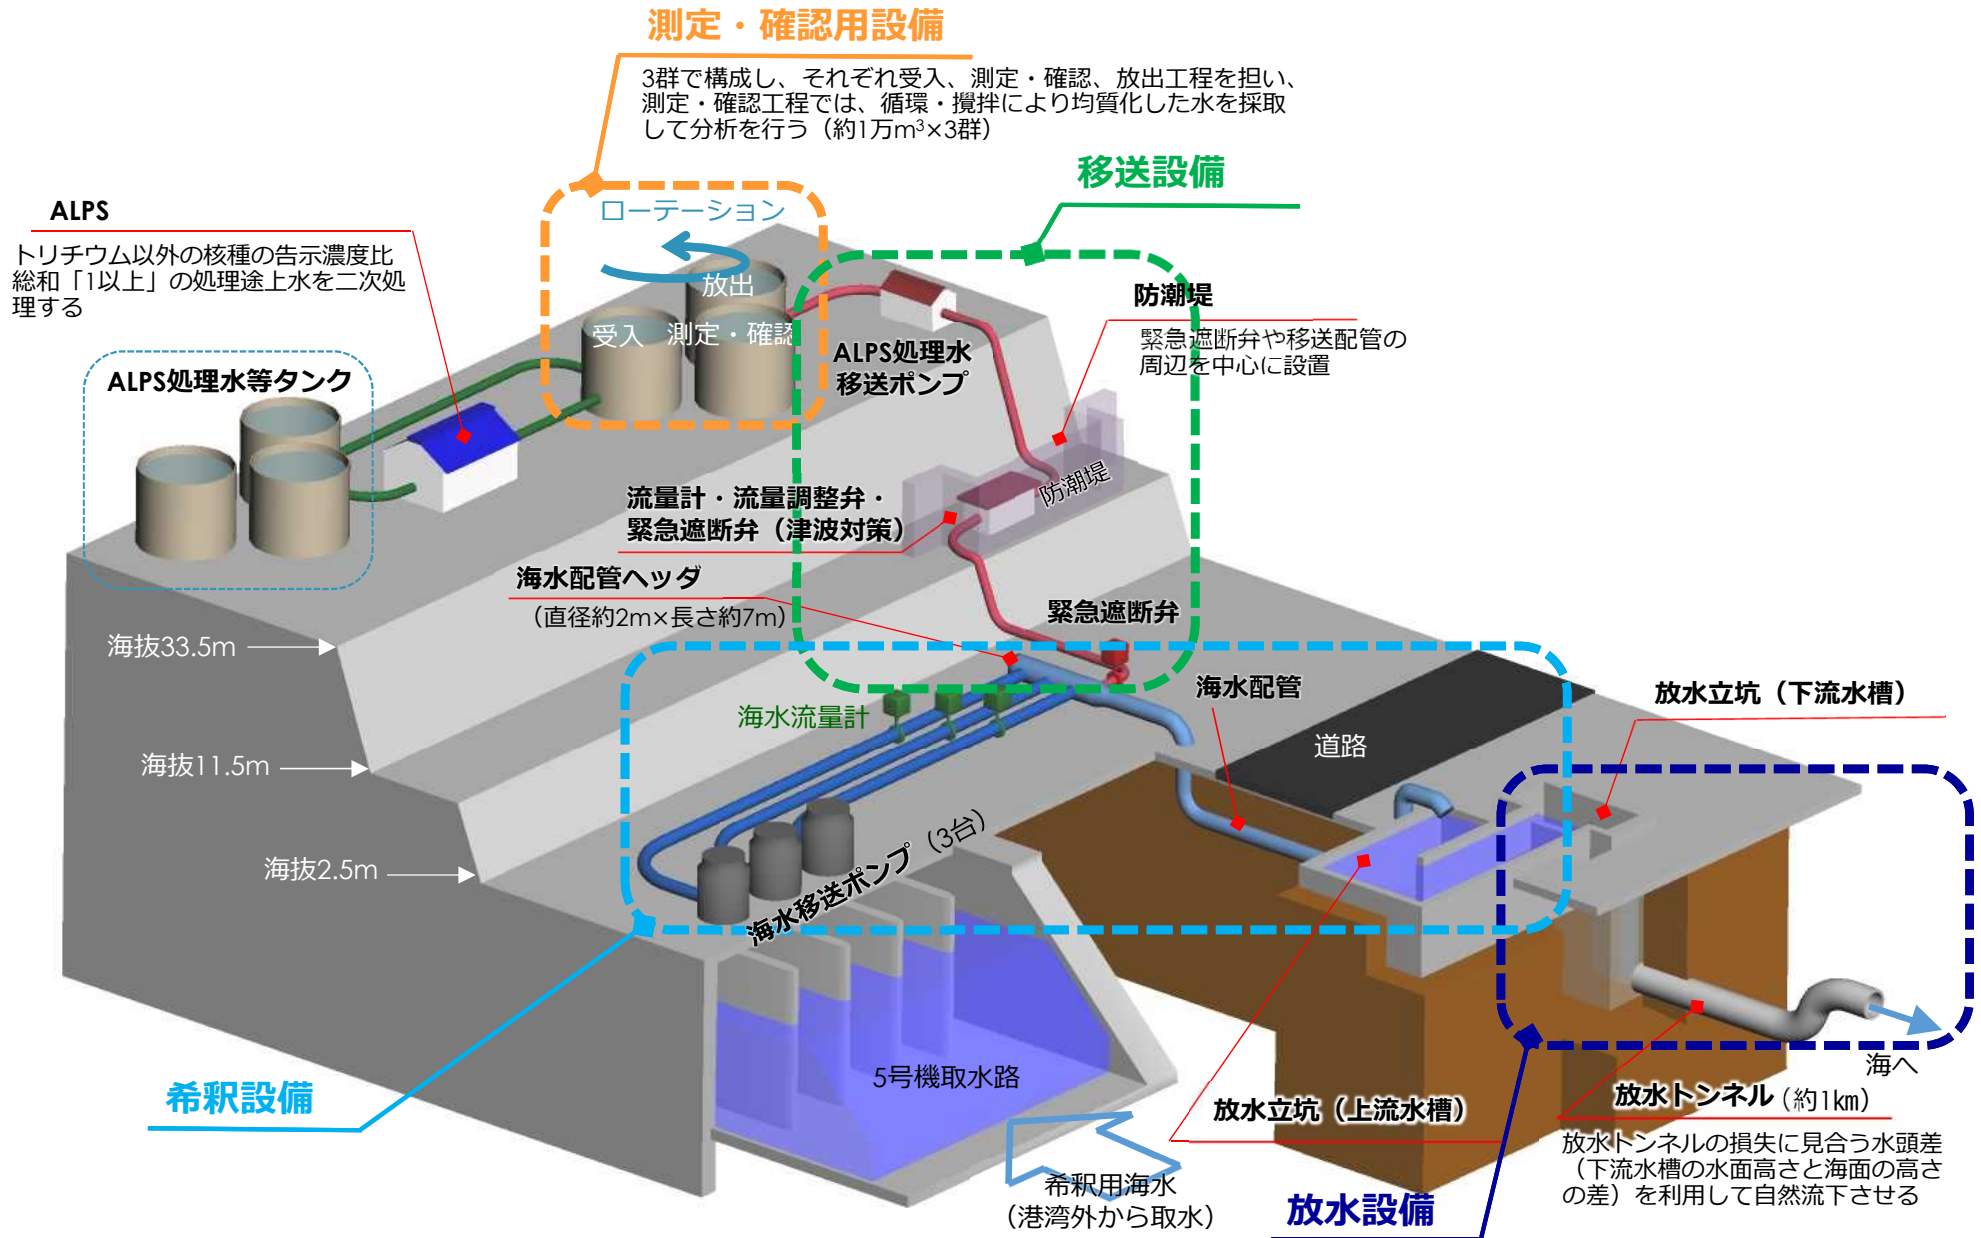 測定・確認用設備
3群で構成し、それぞれ受入、測定・確認、放出工程を担い、
測定・確認工程では、循環・攪拌により均質化した水を採取
して分析を行う（約1万m³×3群）
移送設備
ALPS
トリチウム以外の核種の告示濃度比
総和「1以上」の処理途上水を二次処
理する
ローテーション
放出
受入
測定・確認
防潮堤
緊急遮断弁や移送配管の
周辺を中心に設置
ALPS処理水
移送ポンプ
ALPS処理水等タンク
防潮堤
流量計・流量調整弁・
緊急遮断弁（津波対策）
海水配管ヘッダ
（直径約2m×長さ約7m）
緊急遮断弁
海抜33.5m
海水配管
放水立坑（下流水槽）
海水流量計
道路
海抜11.5m
海抜2.5m
海水移送ポンプ（3台）
5号機取水路
海へ
希釈設備
放水立坑（上流水槽）
放水トンネル（約1km）
放水トンネルの損失に見合う水頭差
（下流水槽の水面高さと海面の高さ
の差）を利用して自然流下させる
希釈用海水
（港湾外から取水）
放水設備